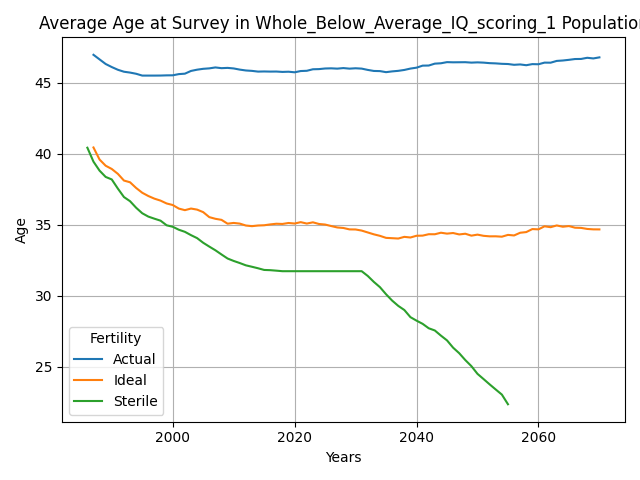 Average Age at Survey in Whole_Below_Average_IQ_scoring_1 Population
Age
45
40
35
30
25
Fertility
Actual
Ideal
Sterile
2000
2020
2040
2060
Years